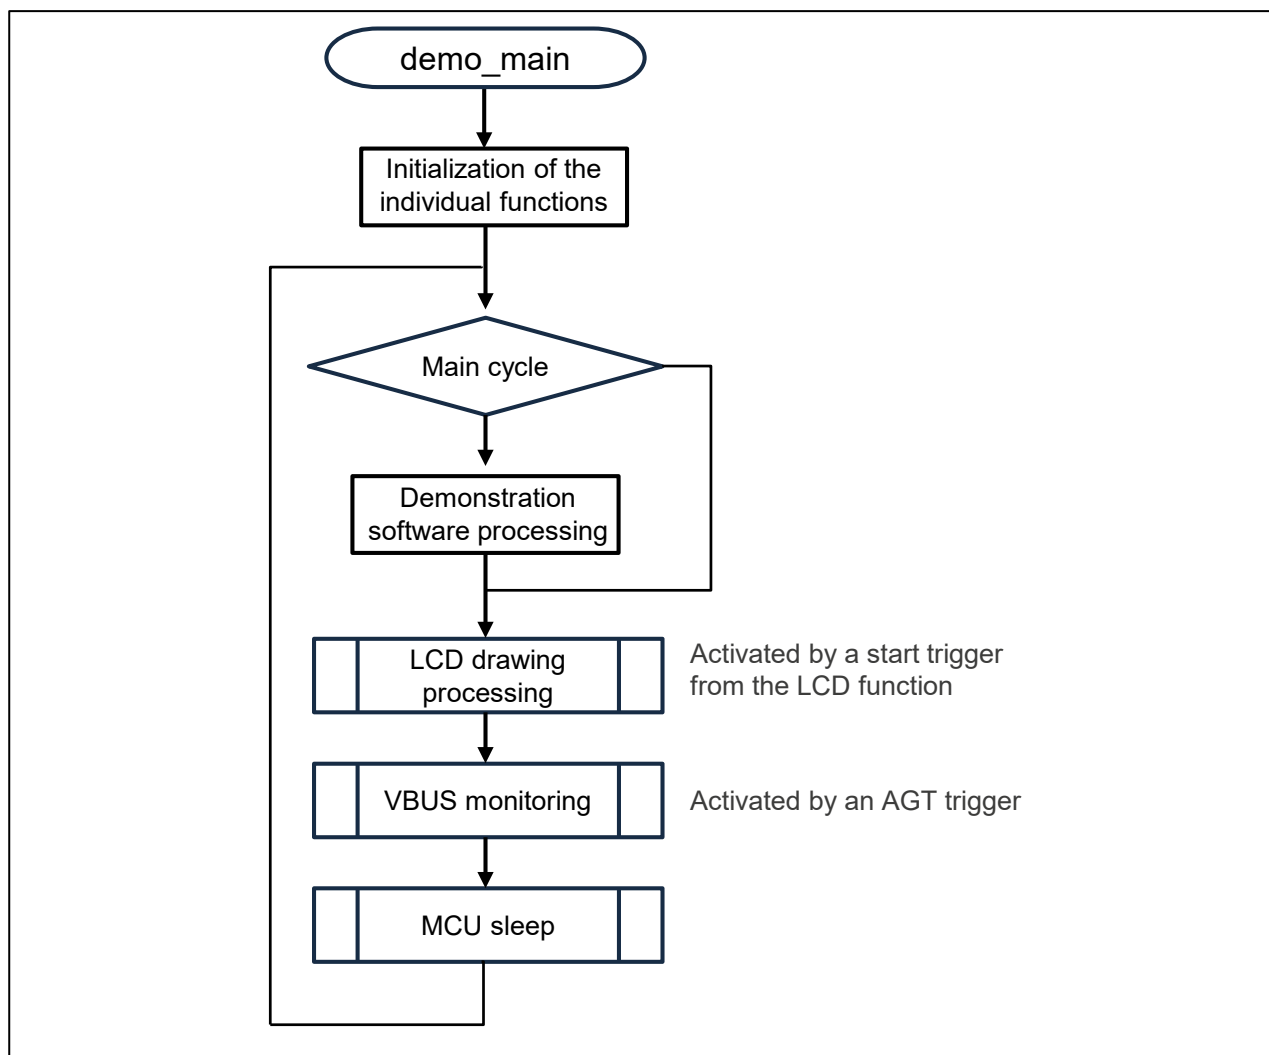 demo_main
Initialization of the
individual functions
Main cycle
Demonstration
software processing
LCD drawing
processing
Activated by a start trigger
from the LCD function
VBUS monitoring
Activated by an AGT trigger
MCU sleep